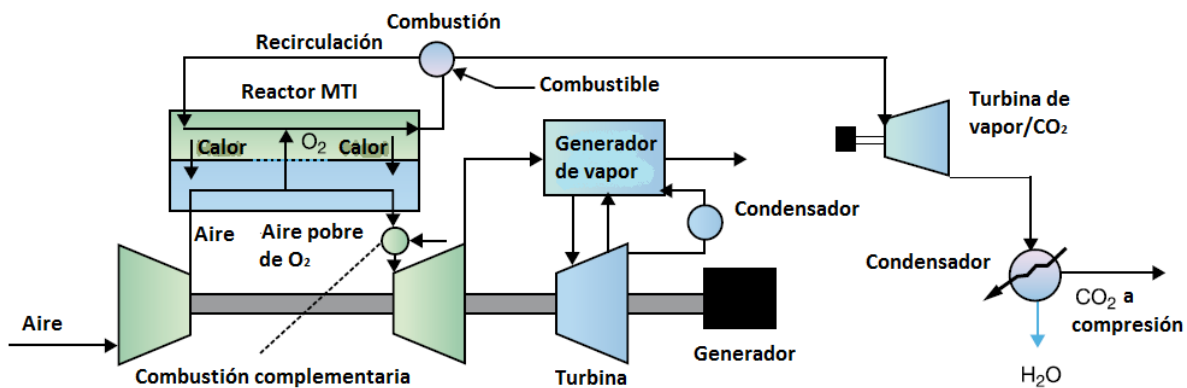 Combustión
Recirculación
Combustible
Reactor MTI
Turbina de
vapor/CO₂
Calor
O₂
Calor
Generador
de vapor
Condensador
Aire
Aire pobre
de O₂
Condensador
CO₂ a
compresión
Aire
Generador
Combustión complementaria
Turbina
H₂O